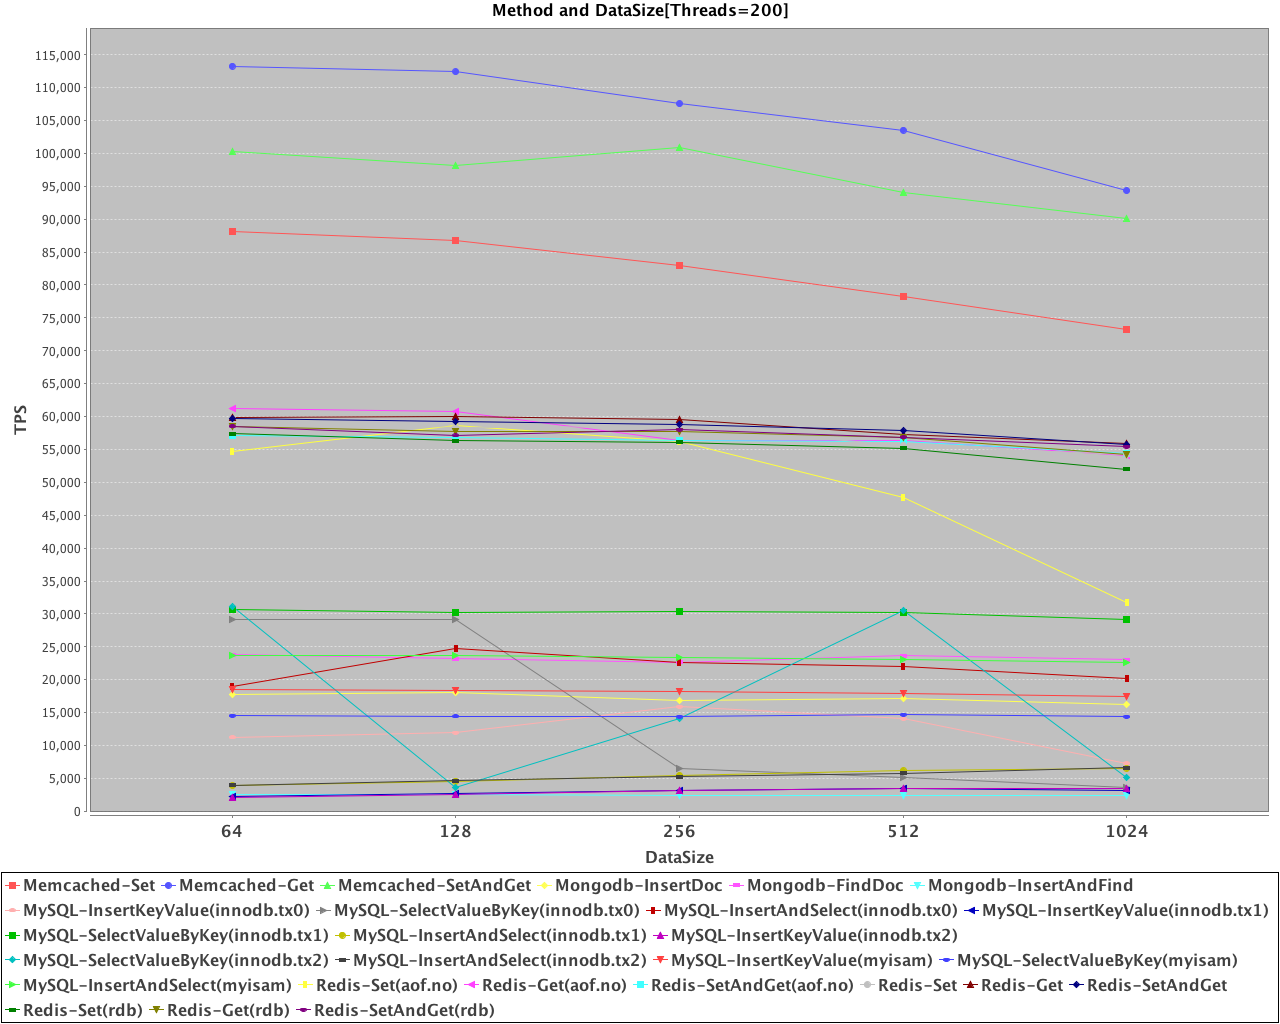 Method and DataSize[Threads=200]
115,000
110,000
105,000
100,000
95,000
90,000
85,000
80,000
75,000
70,000
65,000
60,000
55,000
50,000
45,000
40,000
35,000
30,000
25,000
20,000
15,000
10,000
5,000
0
TPS
64 128 256 512 1024
DataSize
Memcached-Set Memcached-Get Memcached-SetAndGet Mongodb-InsertDoc Mongodb-FindDoc Mongodb-InsertAndFind
MySQL-InsertKeyValue(innodb.tx0) MySQL-SelectValueByKey(innodb.tx0) MySQL-InsertAndSelect(innodb.tx0) MySQL-InsertKeyValue(innodb.tx1)
MySQL-SelectValueByKey(innodb.tx1) MySQL-InsertAndSelect(innodb.tx1) MySQL-InsertKeyValue(innodb.tx2)
MySQL-SelectValueByKey(innodb.tx2) MySQL-InsertAndSelect(innodb.tx2) MySQL-InsertKeyValue(myisam) MySQL-SelectValueByKey(myisam)
MySQL-InsertAndSelect(myisam) Redis-Set(aof.no) Redis-Get(aof.no) Redis-SetAndGet(aof.no) Redis-Set Redis-Get Redis-SetAndGet
Redis-Set(rdb) Redis-Get(rdb) Redis-SetAndGet(rdb)